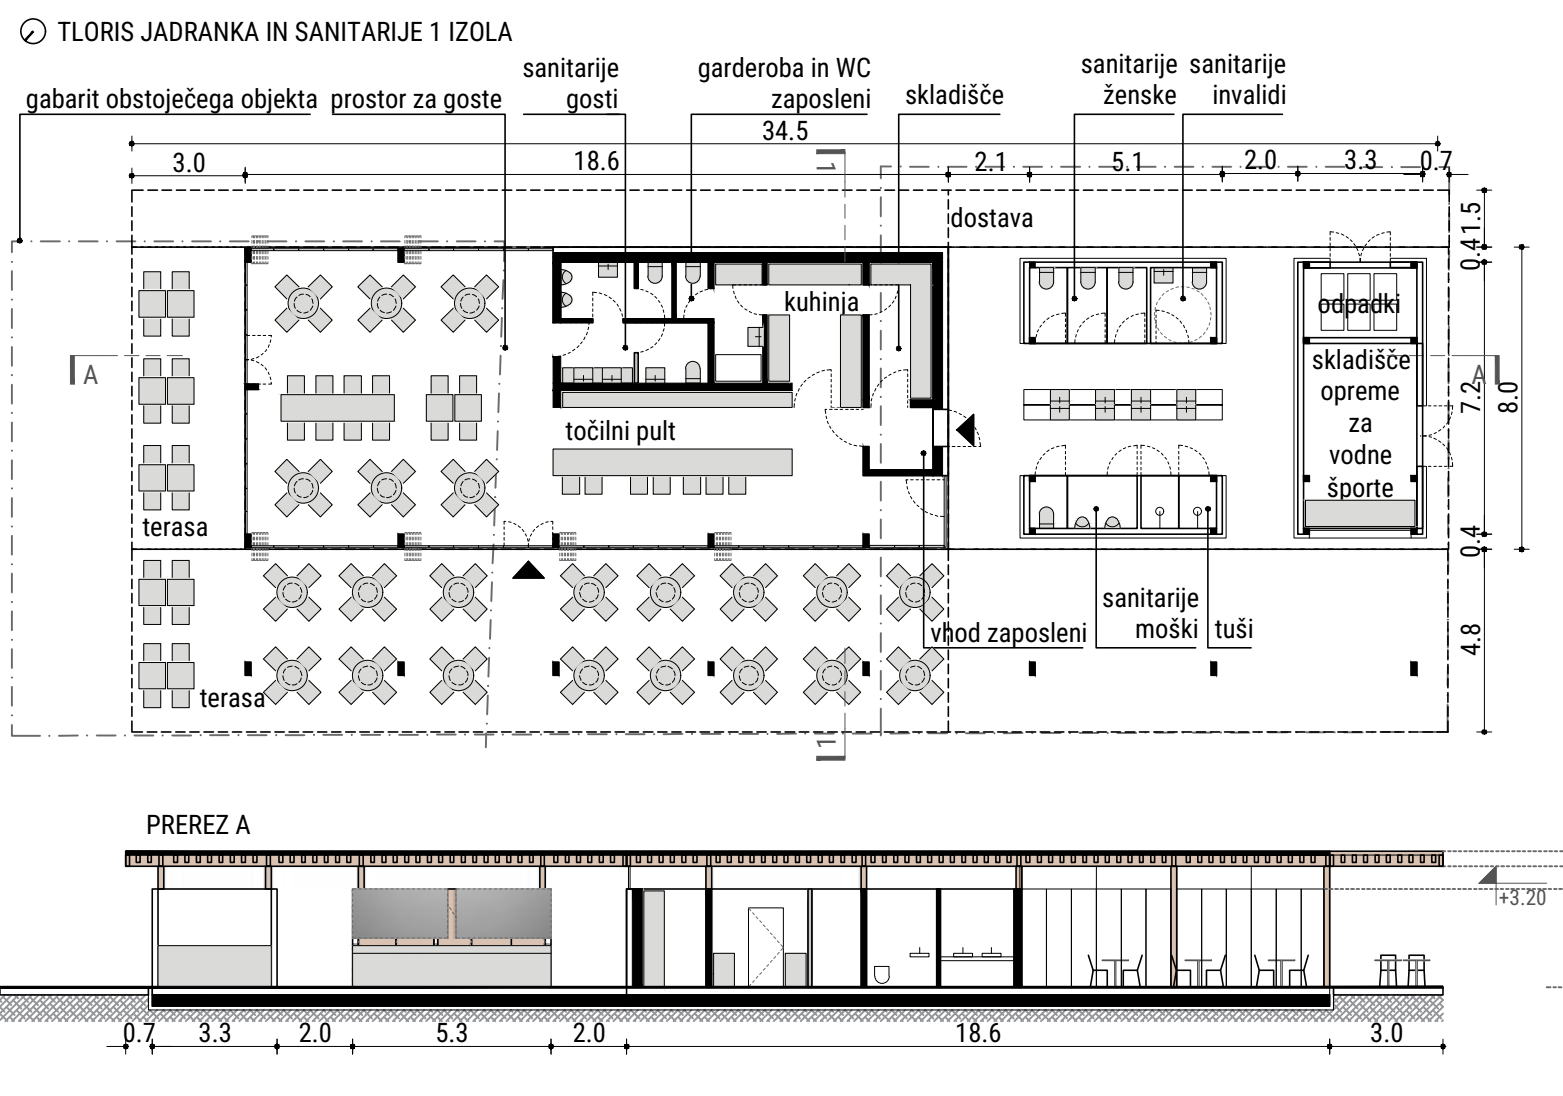 TLORIS JADRANKA IN SANITARIJE 1 IZOLA
gabarit obstoječega objekta
prostor za goste
sanitarije
gosti
garderoba in WC
zaposleni
skladišče
sanitarije
ženske
sanitarije
invalidi
34.5
3.0
18.6
2.1
5.1
2.0
3.3
0.7
1
dostava
1.5
0.4
kuhinja
odpadki
A
skladišče
opreme
za
vodne
športe
A
7.2
8.0
točilni pult
terasa
0.4
sanitarije
moški
tuši
vhod zaposleni
4.8
terasa
1
PREREZ A
+3.20
0.7
3.3
2.0
5.3
2.0
18.6
3.0